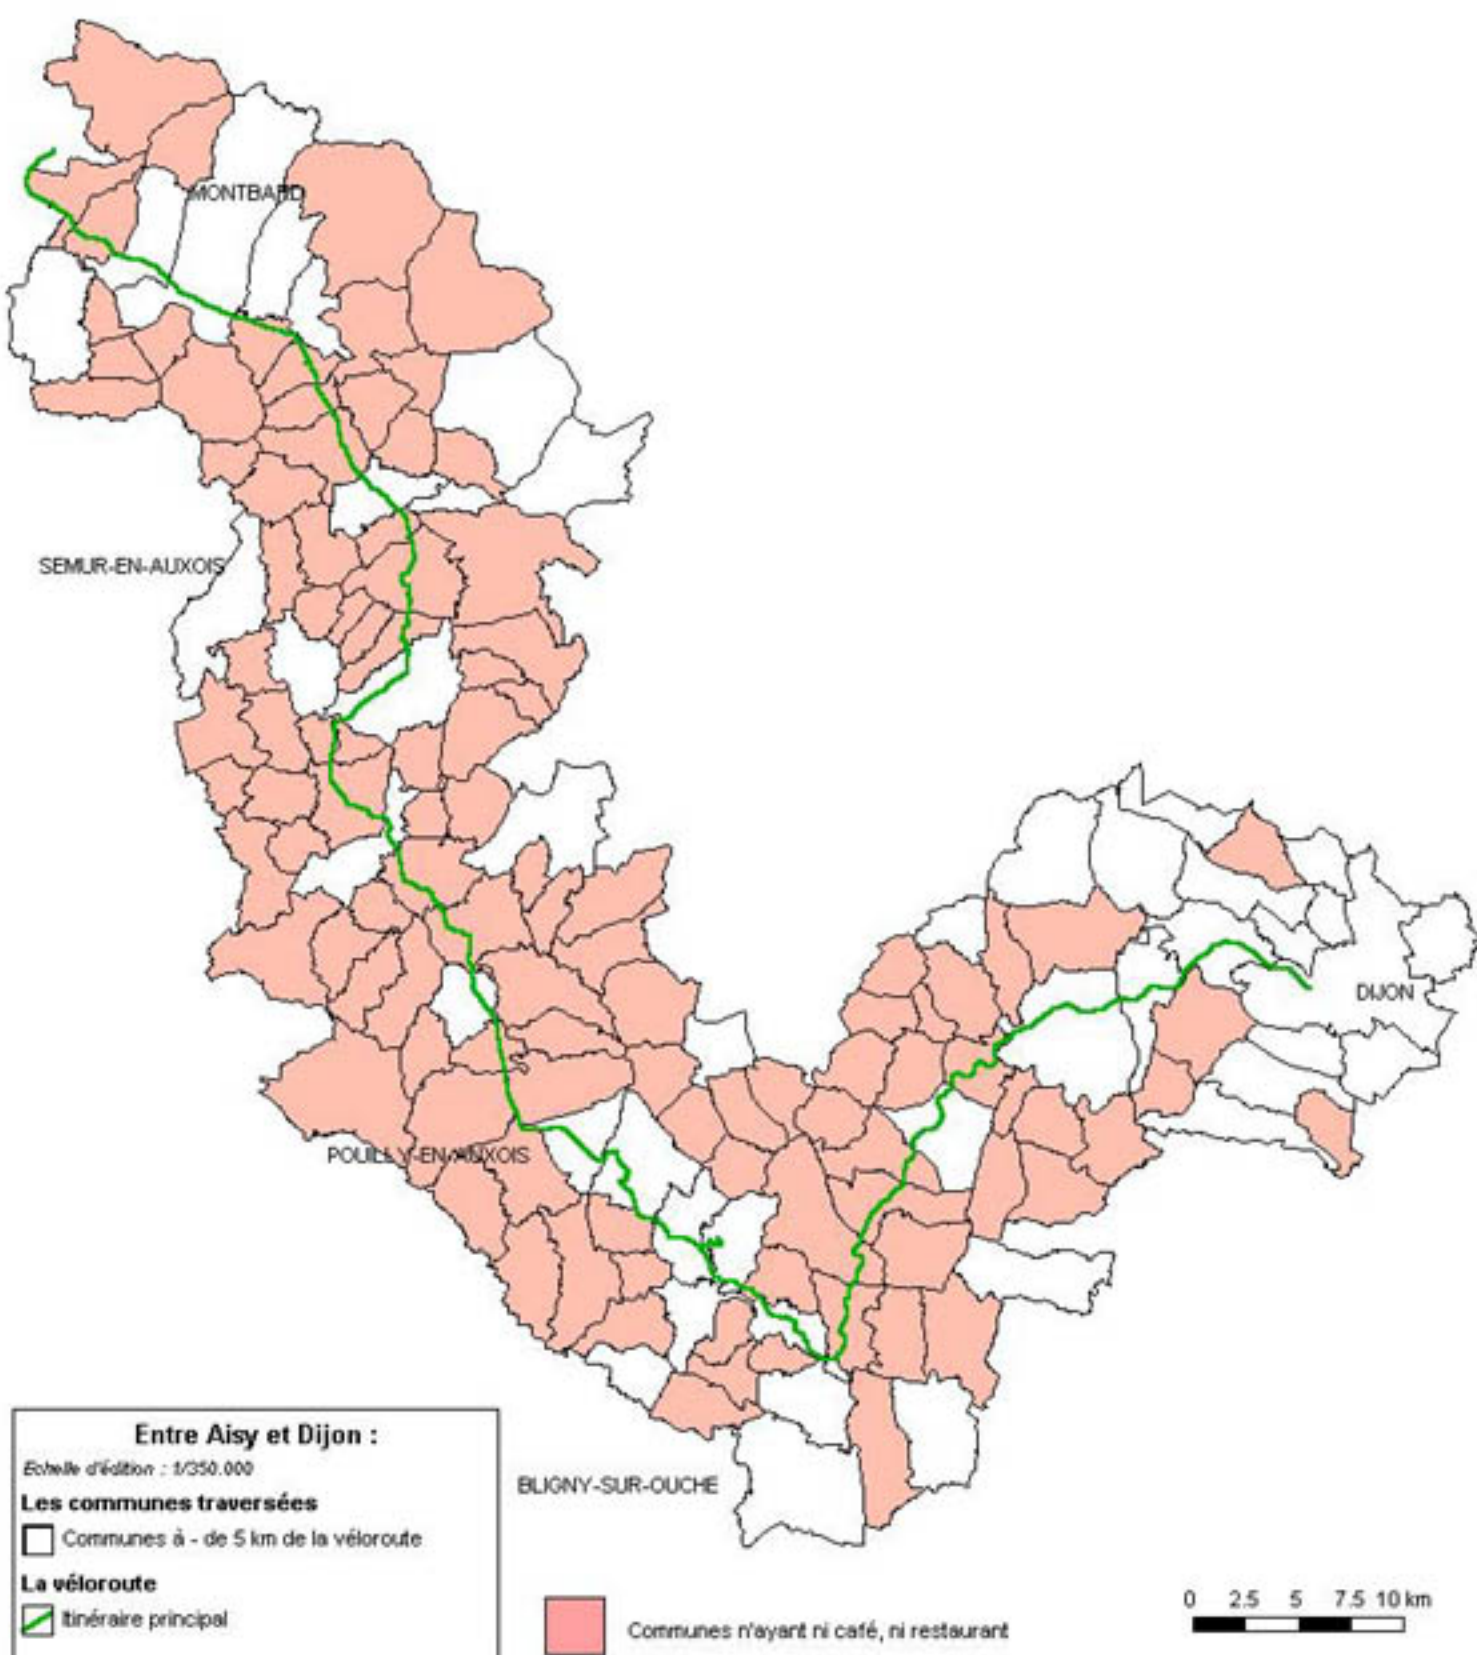 MONTBARD
SEMUR-EN-AUXOIS
DIJON
POUILLY-EN-AUXOIS
BLIGNY-SUR-OUCHE
Entre Aisy et Dijon :
Echelle d'édition : 1/350.000
Les communes traversées
Communes à - de 5 km de la véloroute
La véloroute
Itinéraire principal
Communes n'ayant ni café, ni restaurant
0 2.5 5 7.5 10 km